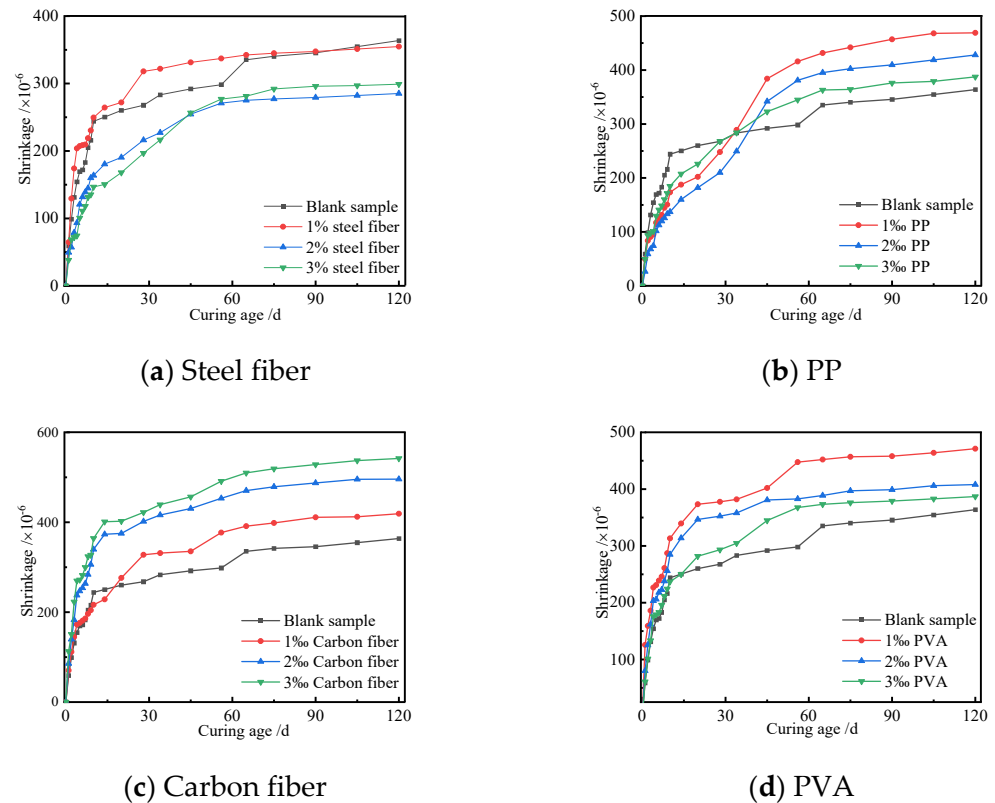 400
300
200
100
0
Shrinkage /×10⁻⁶
Blank sample
1% steel fiber
2% steel fiber
3% steel fiber
0 30 60 90 120
Curing age /d
(a) Steel fiber
500
400
300
200
100
0
Shrinkage /×10⁻⁶
Blank sample
1‰ PP
2‰ PP
3‰ PP
0 30 60 90 120
Curing age /d
(b) PP
600
400
200
0
Shrinkage /×10⁻⁶
Blank sample
1‰ Carbon fiber
2‰ Carbon fiber
3‰ Carbon fiber
0 30 60 90 120
Curing age /d
(c) Carbon fiber
500
400
300
200
100
Shrinkage /×10⁻⁶
Blank sample
1‰ PVA
2‰ PVA
3‰ PVA
0 30 60 90 120
Curing age /d
(d) PVA